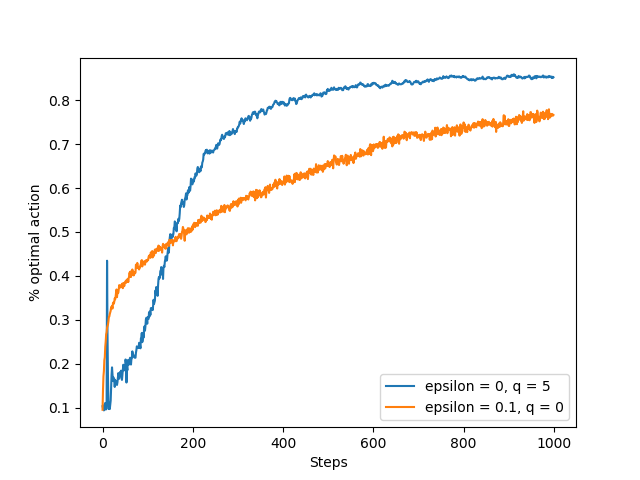 0.8
0.7
0.6
0.5
0.4
0.3
0.2
0.1
% optimal action
epsilon = 0, q = 5
epsilon = 0.1, q = 0
0 200 400 600 800 1000
Steps